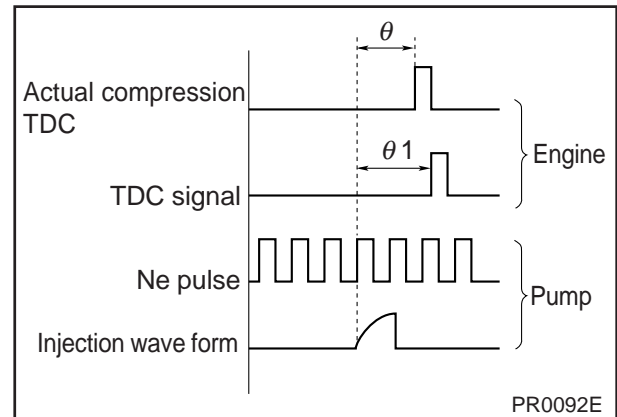 θ
Actual compression
TDC
θ1
Engine
TDC signal
Ne pulse
Pump
Injection wave form
PR0092E